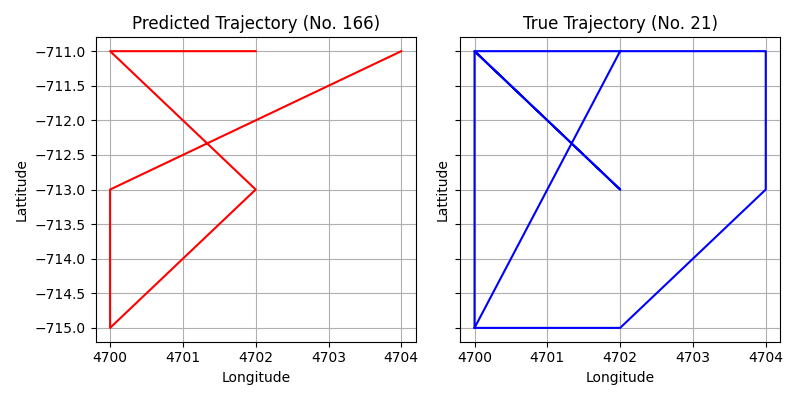 Predicted Trajectory (No. 166)
True Trajectory (No. 21)
−711.0
−711.5
−712.0
−712.5
−713.0
−713.5
−714.0
−714.5
−715.0
Lattitude
Lattitude
4700 4701 4702 4703 4704
4700 4701 4702 4703 4704
Longitude
Longitude